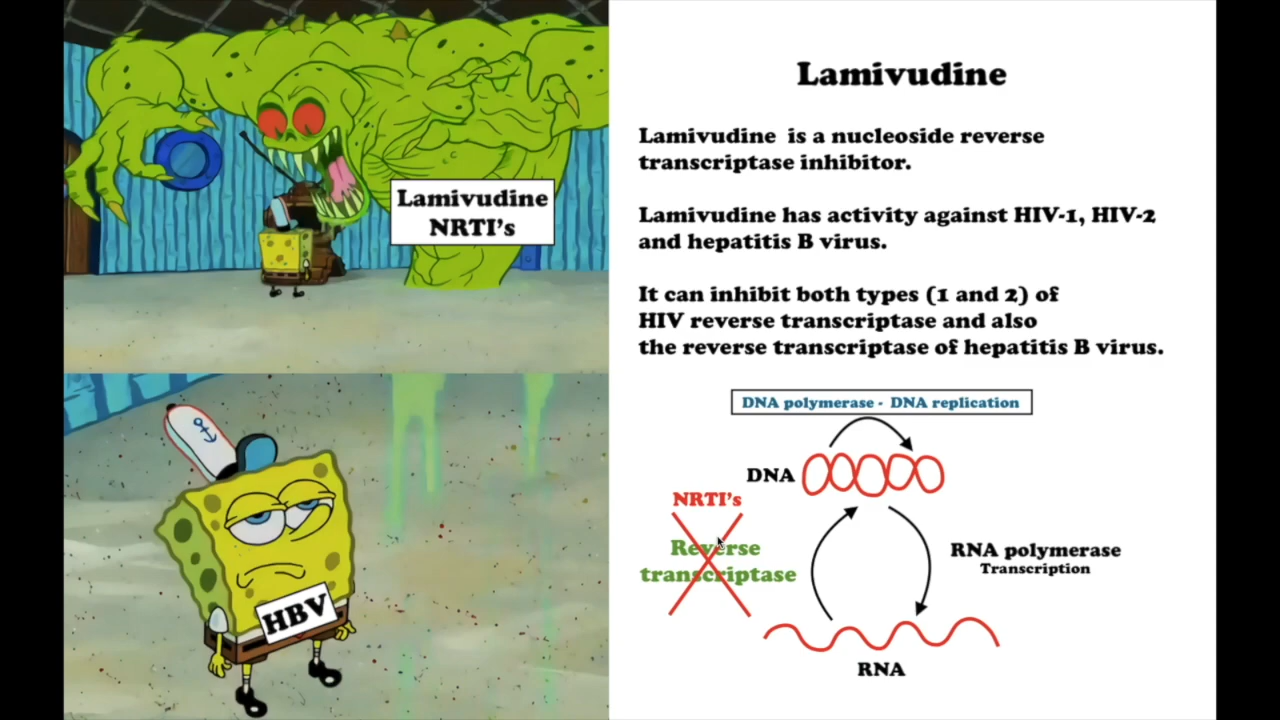 Lamivudine
NRTI's
HBV
Lamivudine
Lamivudine is a nucleoside reverse
transcriptase inhibitor.
Lamivudine has activity against HIV-1, HIV-2
and hepatitis B virus.
It can inhibit both types (1 and 2) of
HIV reverse transcriptase and also
the reverse transcriptase of hepatitis B virus.
DNA polymerase - DNA replication
DNA
NRTI's
Reverse
transcriptase
RNA polymerase
Transcription
RNA